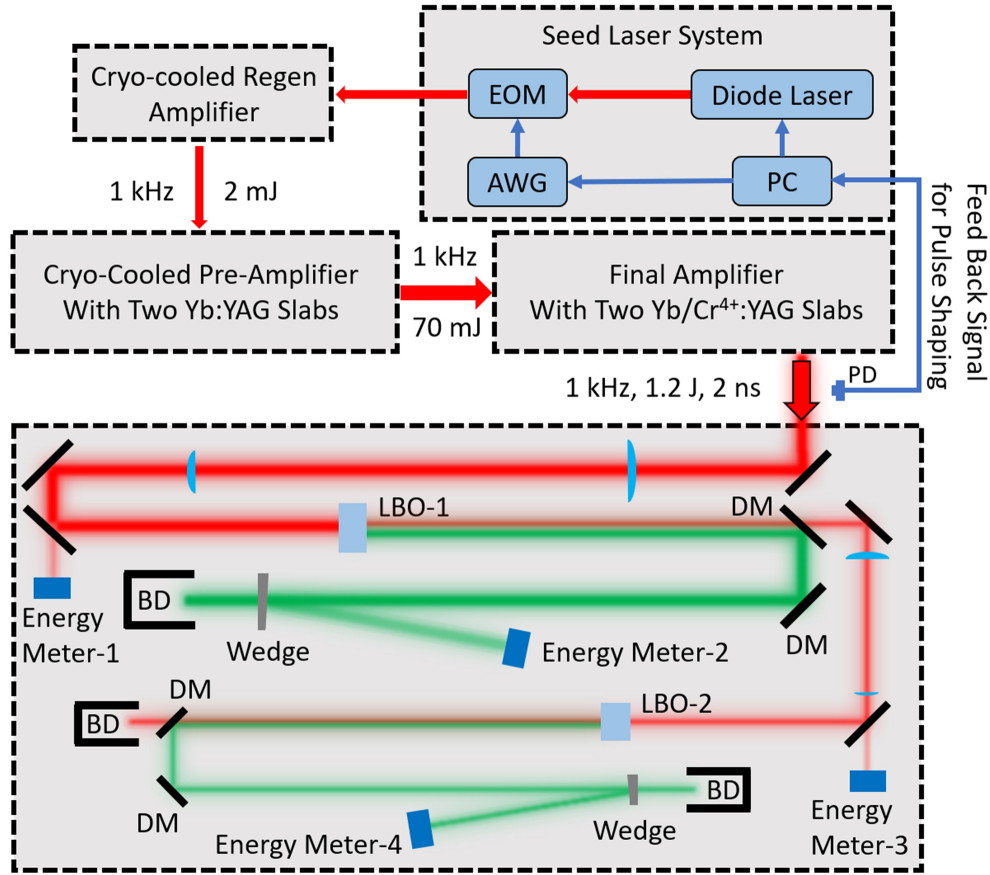 Seed Laser System
Cryo-cooled Regen
Amplifier
EOM
Diode Laser
AWG
PC
1 kHz
2 mJ
Feed Back Signal
for Pulse Shaping
Cryo-Cooled Pre-Amplifier
With Two Yb:YAG Slabs
1 kHz
70 mJ
Final Amplifier
With Two Yb/Cr⁴⁺:YAG Slabs
1 kHz, 1.2 J, 2 ns
PD
LBO-1
DM
Energy
Meter-1
BD
Wedge
Energy Meter-2
DM
DM
BD
LBO-2
DM
Energy Meter-4
Wedge
BD
Energy
Meter-3